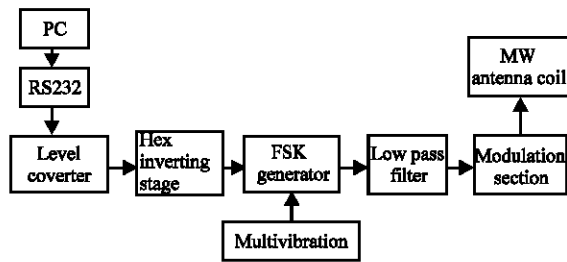 PC
RS232
Level
coverter
Hex
inverting
stage
FSK
generator
Multivibration
Low pass
filter
Modulation
section
MW
antenna coil